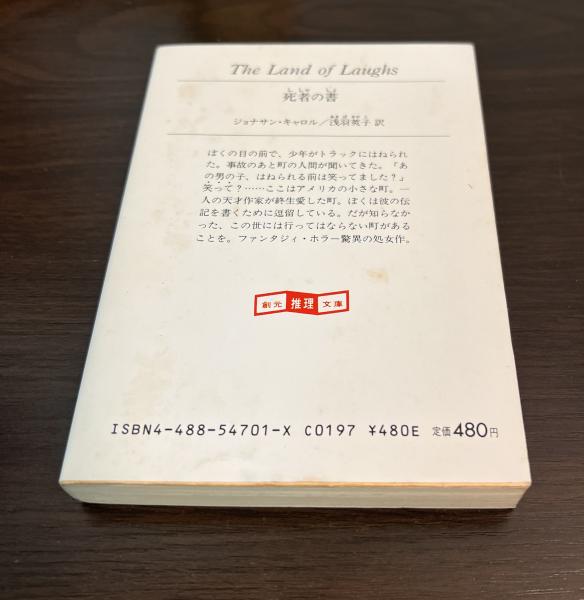 The Land of Laughs
死者の書
ジョナサン・キャロル/浅羽莢子 訳
ぼくの目の前で、少年がトラックにはねられ
た。事故のあと町の人間が聞いてきた。「あ
の男の子、はねられる前は笑ってました?」
笑って?……ここはアメリカの小さな町。一
人の天才作家が終生愛した町。ぼくは彼の伝
記を書くために逗留している。だが知らなか
った、この世には行ってはならない町がある
ことを。ファンタジィ・ホラー驚異の処女作。
創元 推理 文庫
ISBN4-488-54701-X C0197 ¥480E 定価480円